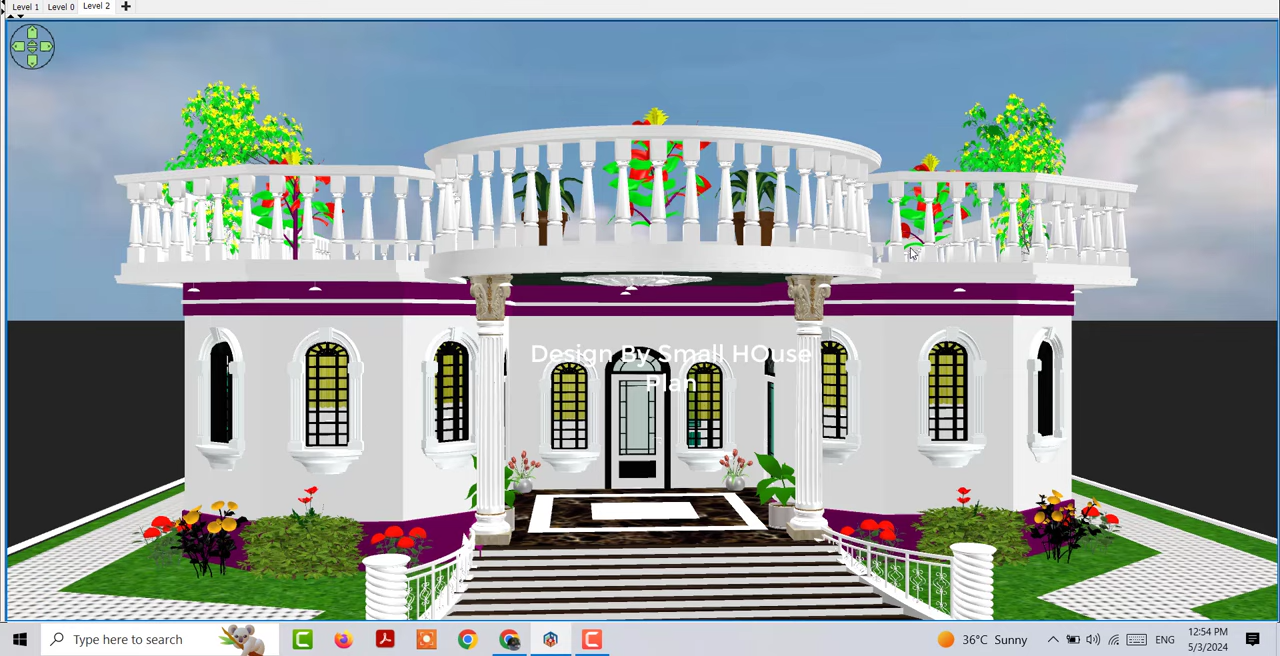 Level 1 Level 0 Level 2
Design By Small HOuse
Plan
Type here to search
36°C Sunny
ENG
12:54 PM
5/3/2024